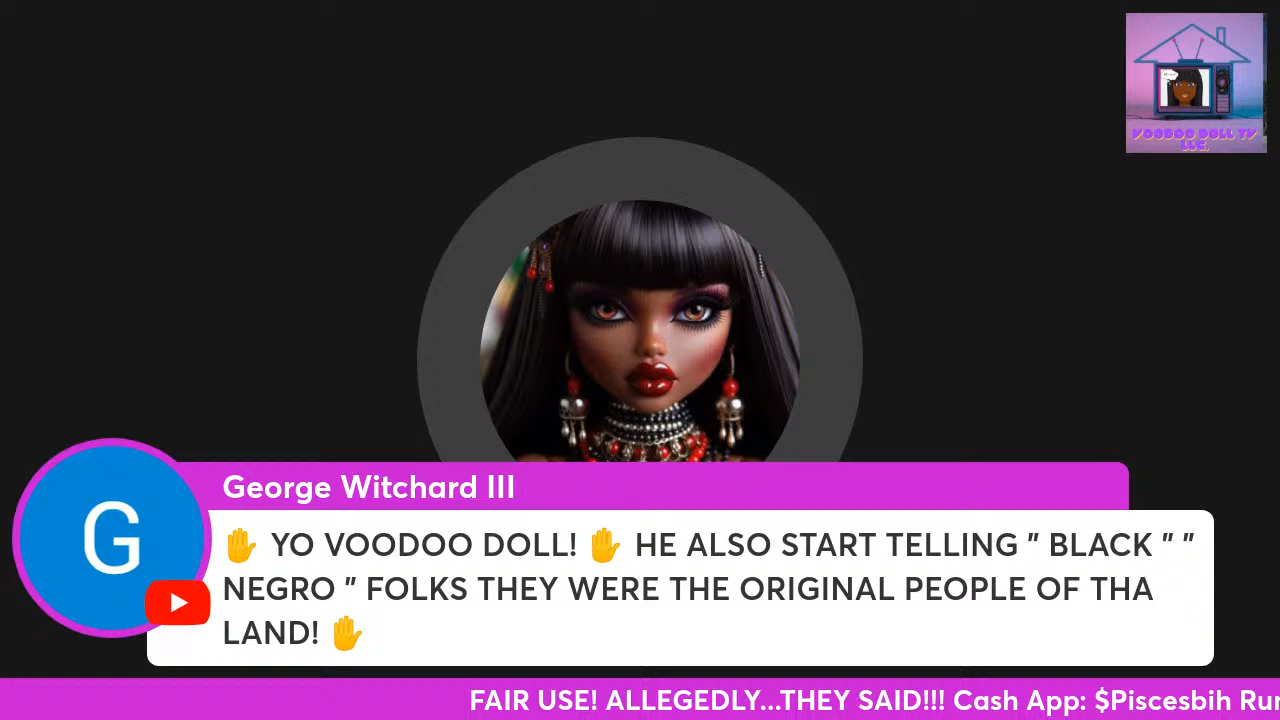 VOODOO DOLL TV
LLC.
George Witchard III
G
✋ YO VOODOO DOLL! ✋ HE ALSO START TELLING " BLACK " "
NEGRO " FOLKS THEY WERE THE ORIGINAL PEOPLE OF THA
LAND! ✋
FAIR USE! ALLEGEDLY...THEY SAID!!! Cash App: $Piscesbih